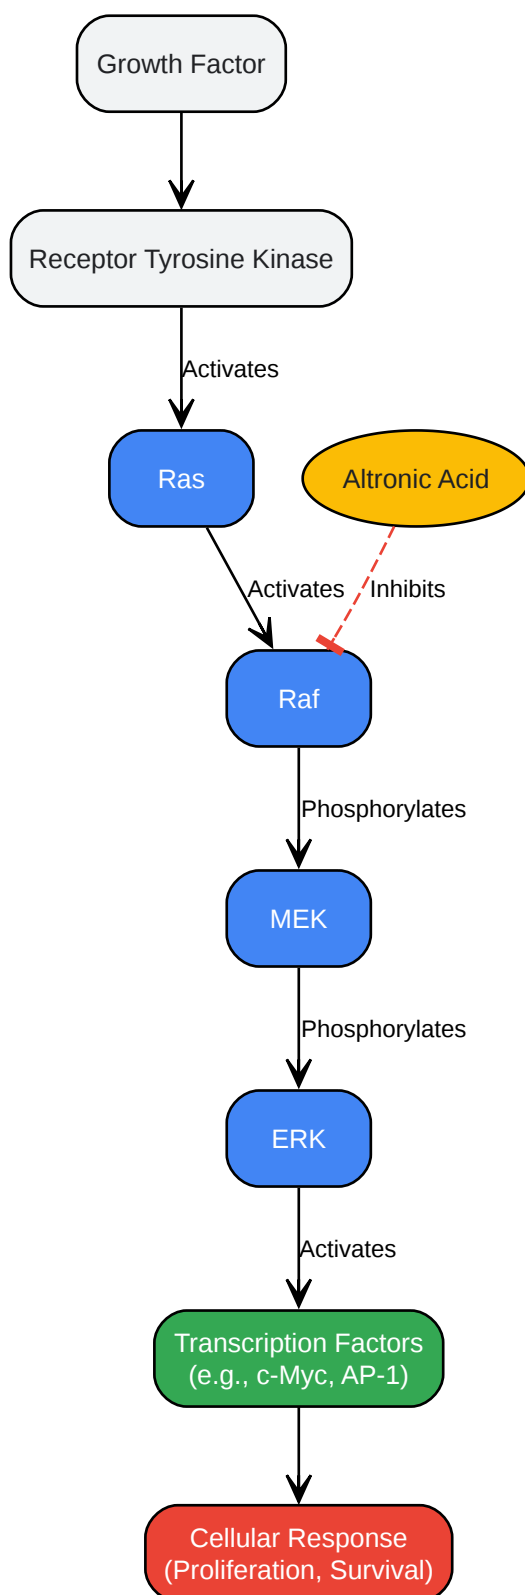 Growth Factor
Receptor Tyrosine Kinase
Activates
Ras
Altronic Acid
Activates
Inhibits
Raf
Phosphorylates
MEK
Phosphorylates
ERK
Activates
Transcription Factors
(e.g., c-Myc, AP-1)
Cellular Response
(Proliferation, Survival)